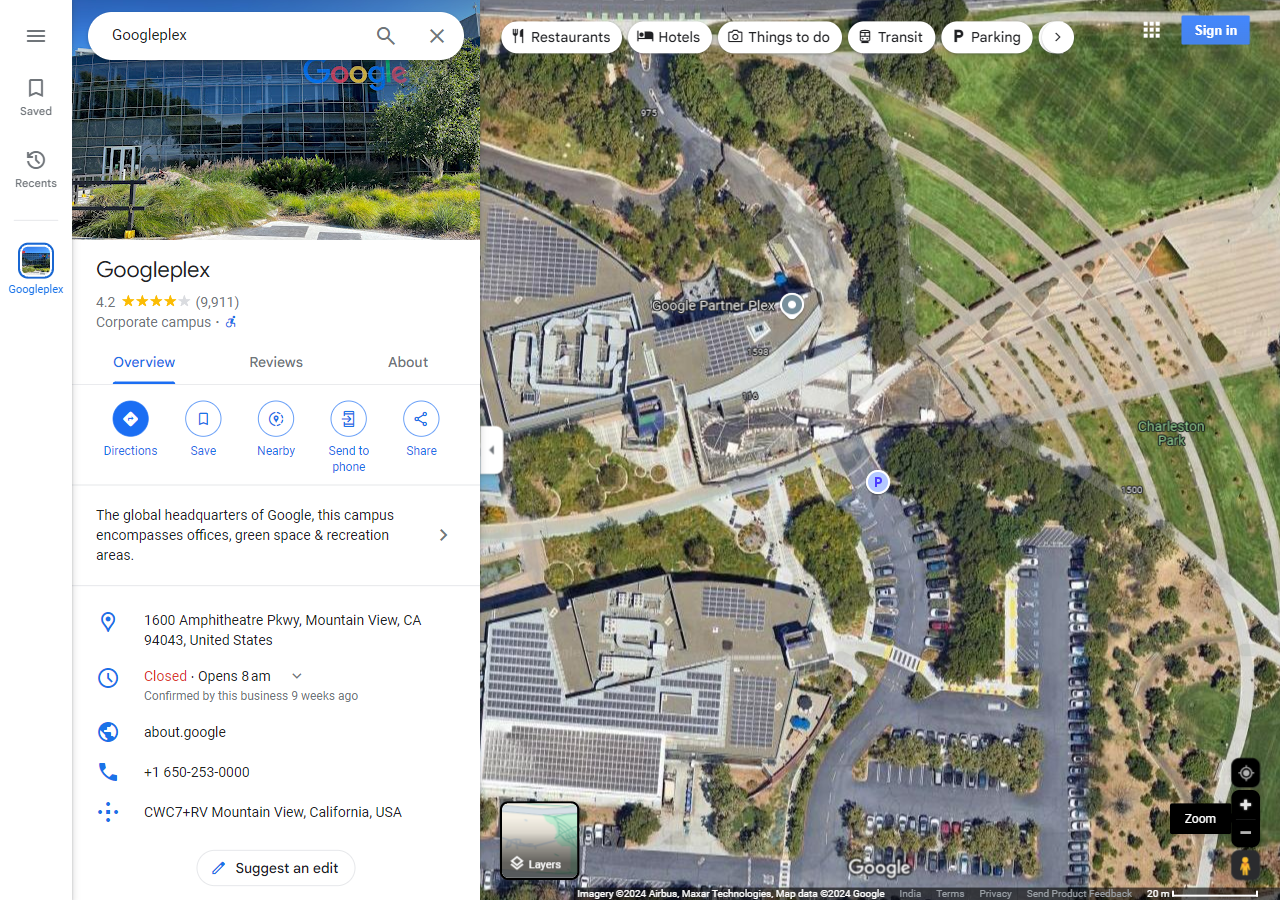 Googleplex
Saved
Recents
Googleplex
Google
Googleplex
4.2 (9,911)
Corporate campus ·
Overview Reviews About
Directions Save Nearby Send to phone Share
The global headquarters of Google, this campus
encompasses offices, green space & recreation
areas.
1600 Amphitheatre Pkwy, Mountain View, CA
94043, United States
Closed · Opens 8 am
Confirmed by this business 9 weeks ago
about.google
+1 650-253-0000
CWC7+RV Mountain View, California, USA
Suggest an edit
Restaurants Hotels Things to do Transit P Parking
Sign in
975
Google Partner Plex
1598
116
Charleston
Park
P
1500
Zoom
Layers
Google
Imagery ©2024 Airbus, Maxar Technologies, Map data ©2024 Google India Terms Privacy Send Product Feedback 20 m